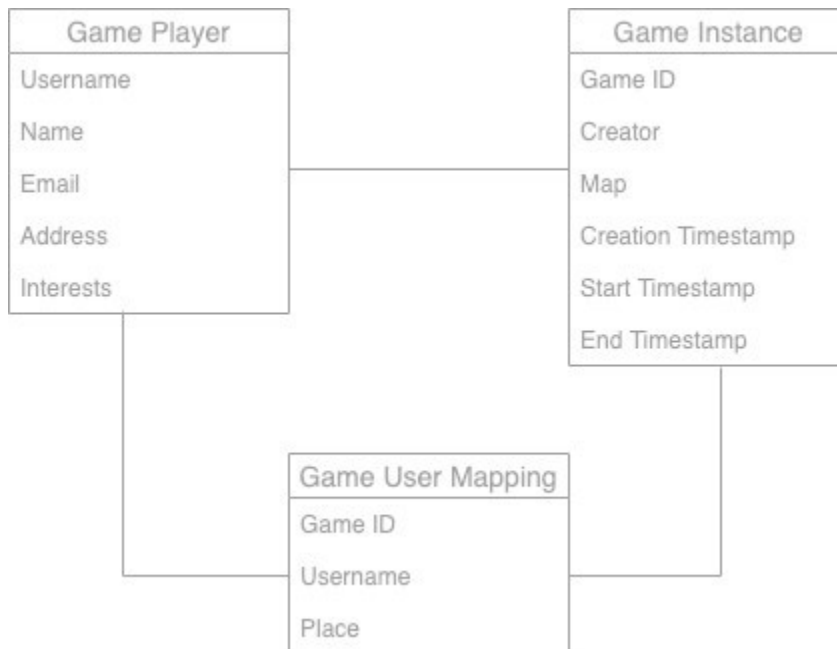 Game Player
Username
Name
Email
Address
Interests
Game Instance
Game ID
Creator
Map
Creation Timestamp
Start Timestamp
End Timestamp
Game User Mapping
Game ID
Username
Place